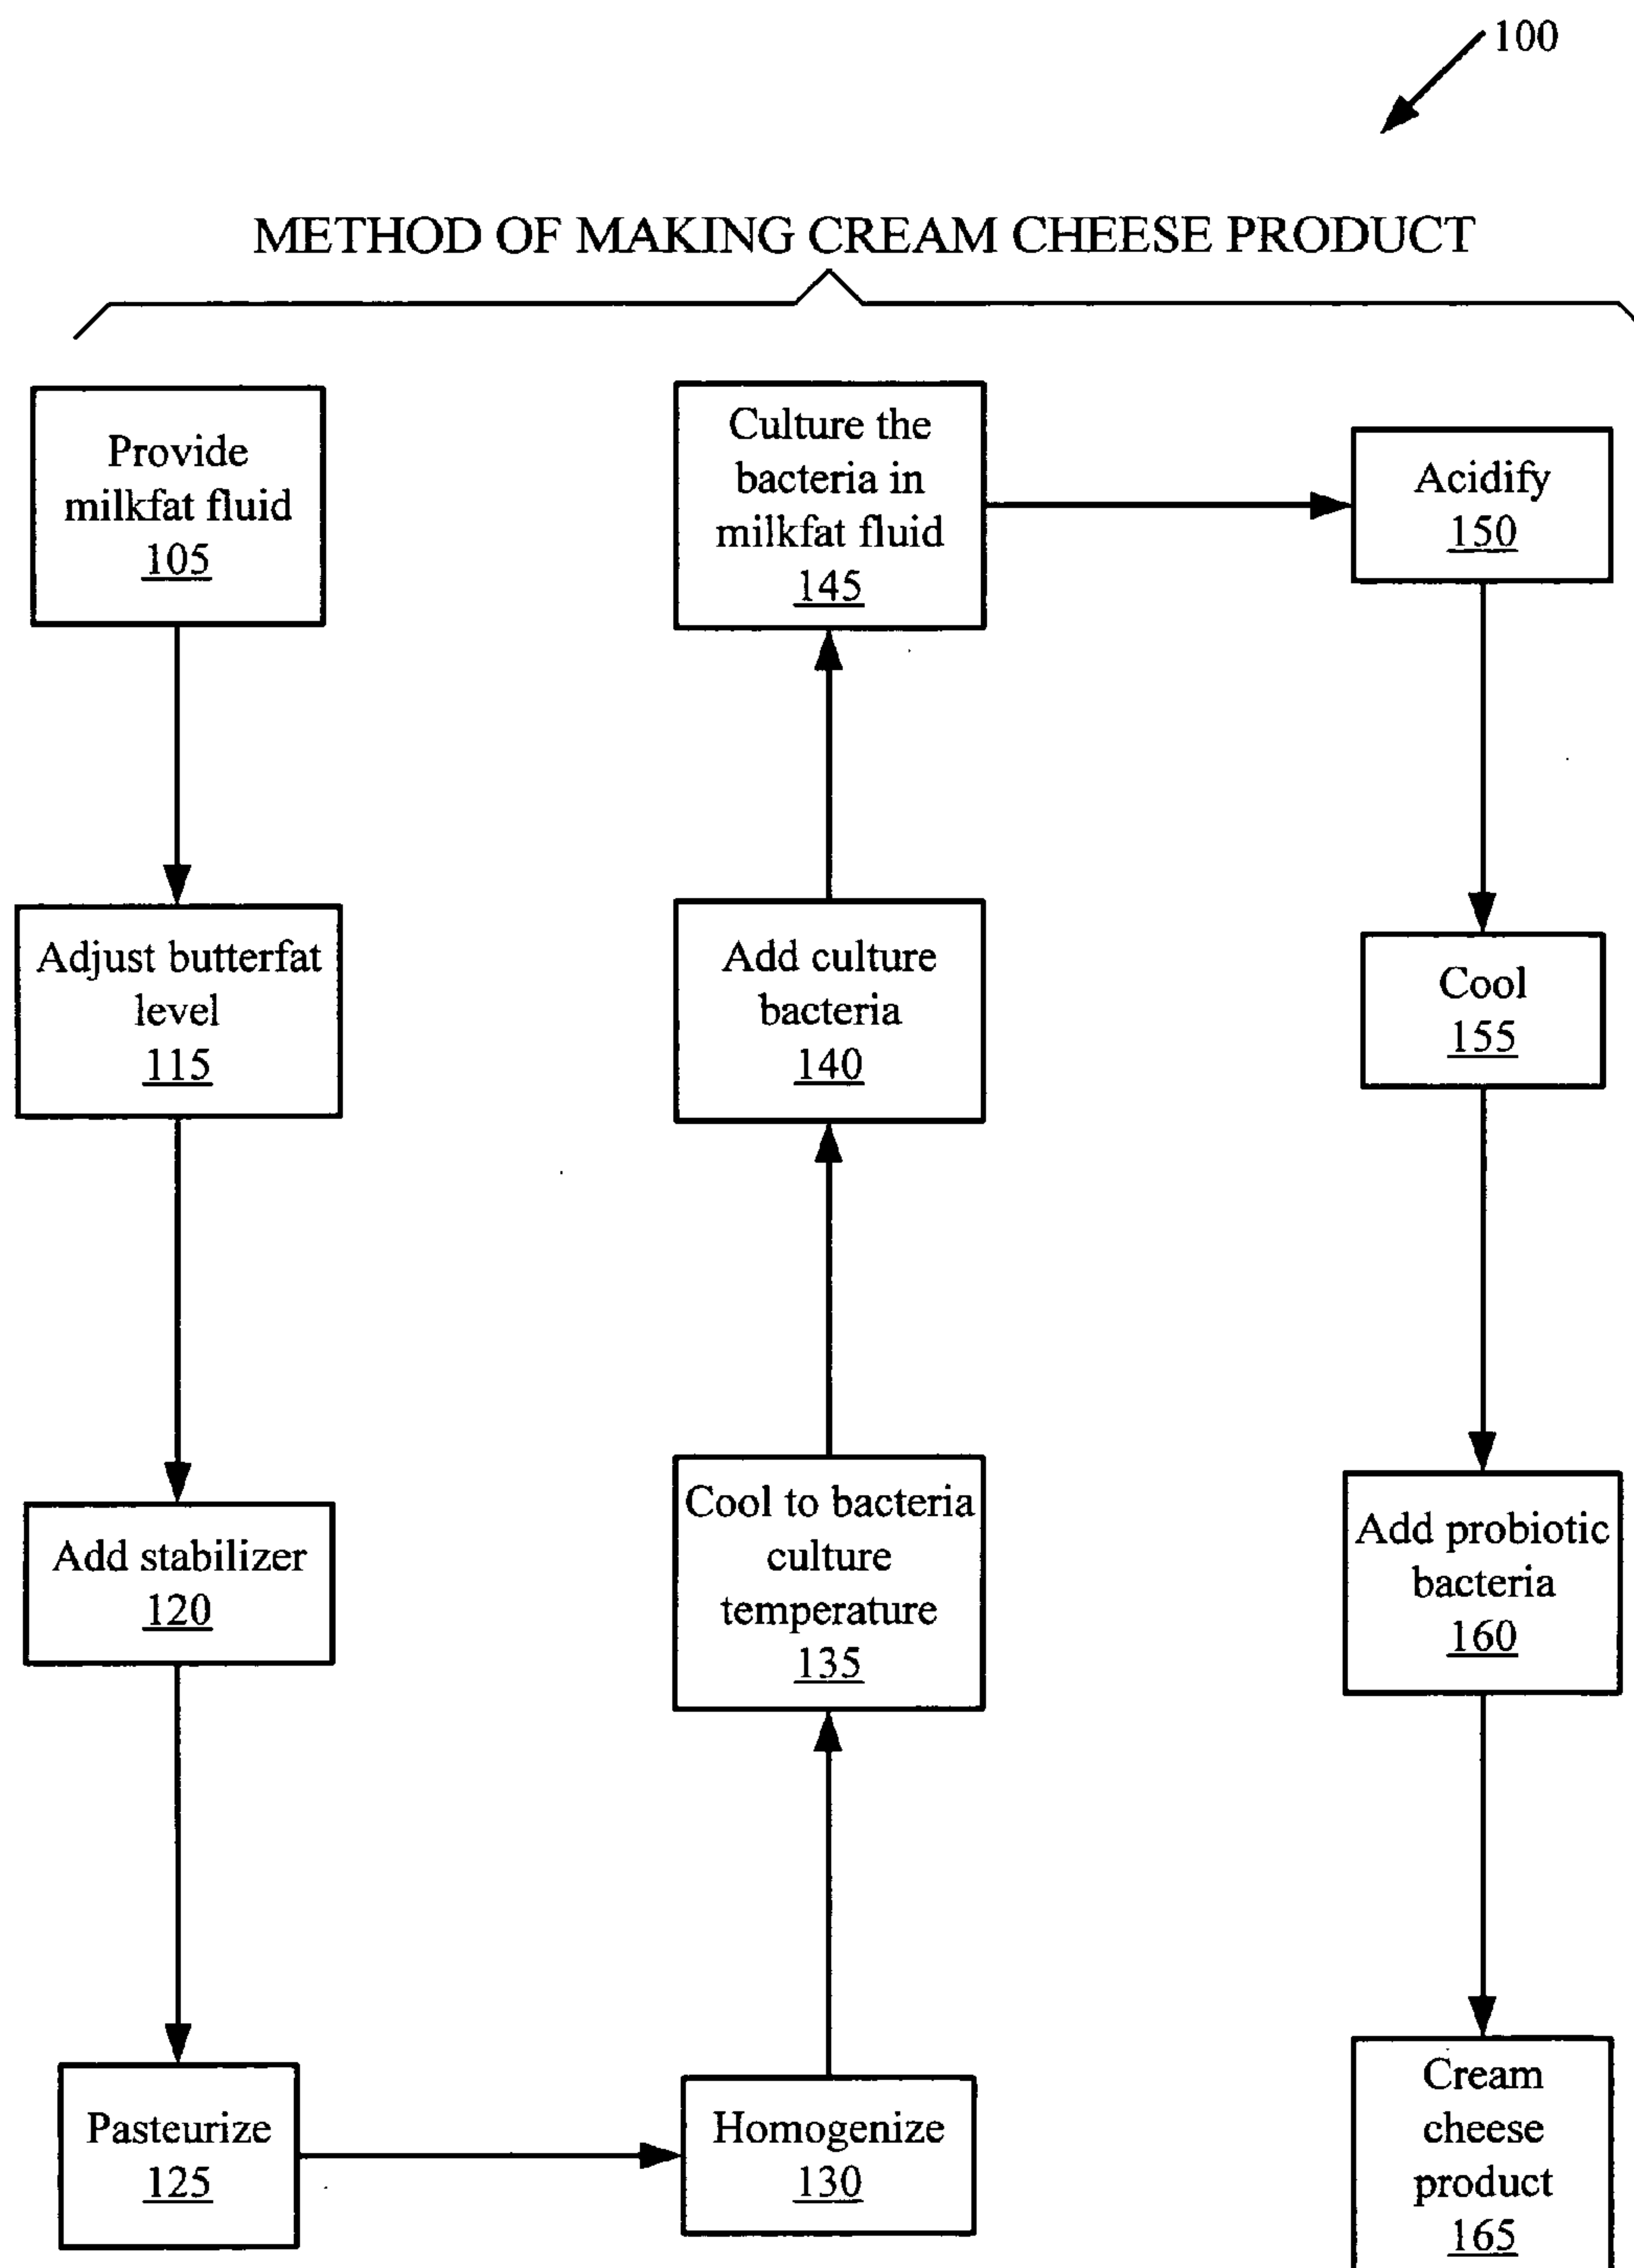 100
METHOD OF MAKING CREAM CHEESE PRODUCT
Provide
milkfat fluid
105
Adjust butterfat
level
115
Add stabilizer
120
Pasteurize
125
Homogenize
130
Cool to bacteria
culture
temperature
135
Add culture
bacteria
140
Culture the
bacteria in
milkfat fluid
145
Acidify
150
Cool
155
Add probiotic
bacteria
160
Cream
cheese
product
165